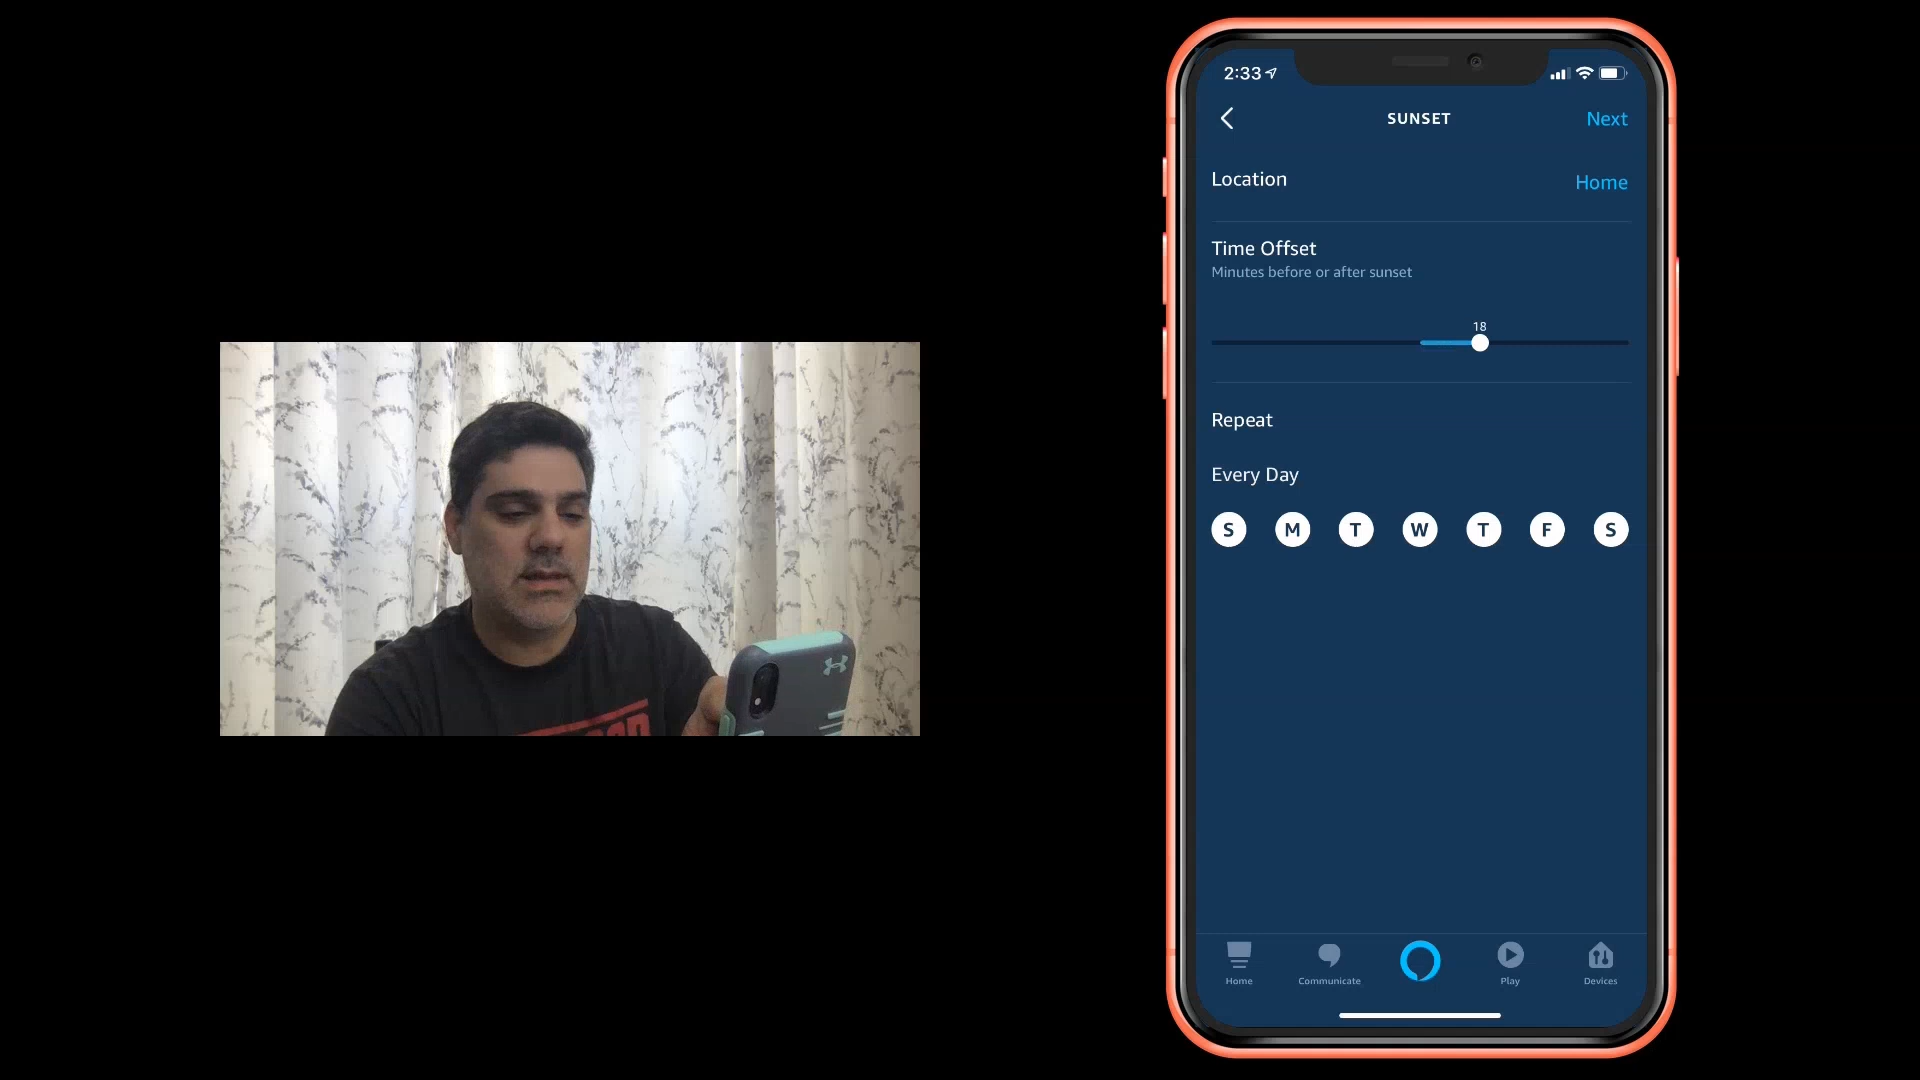 2:33
SUNSET
Next
Location
Home
Time Offset
Minutes before or after sunset
18
Repeat
Every Day
S M T W T F S
Home
Communicate
Play
Devices